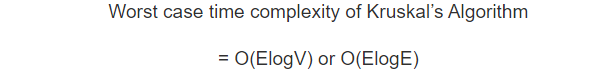 Worst case time complexity of Kruskal’s Algorithm
= O(ElogV) or O(ElogE)